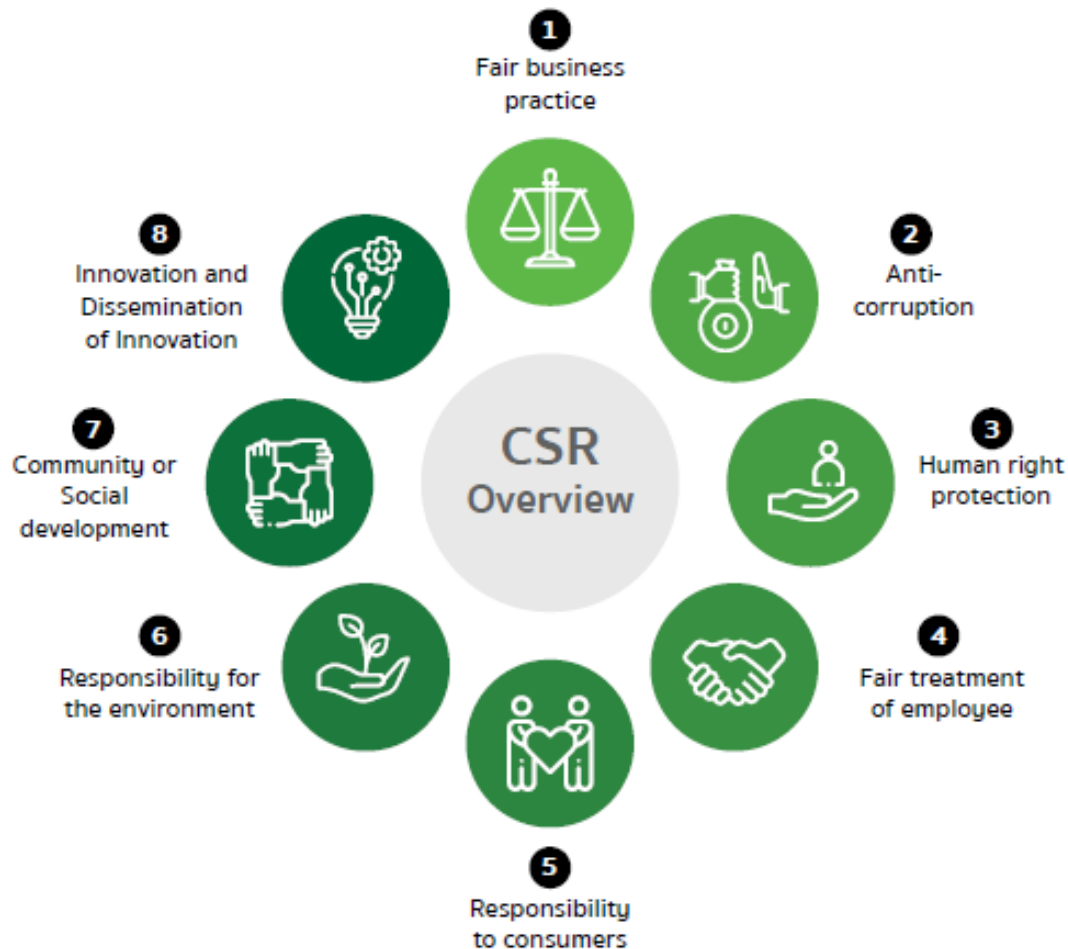 1
Fair business
practice
2
Anti-
corruption
3
Human right
protection
4
Fair treatment
of employee
5
Responsibility
to consumers
6
Responsibility for
the environment
7
Community or
Social
development
8
Innovation and
Dissemination
of Innovation
CSR
Overview